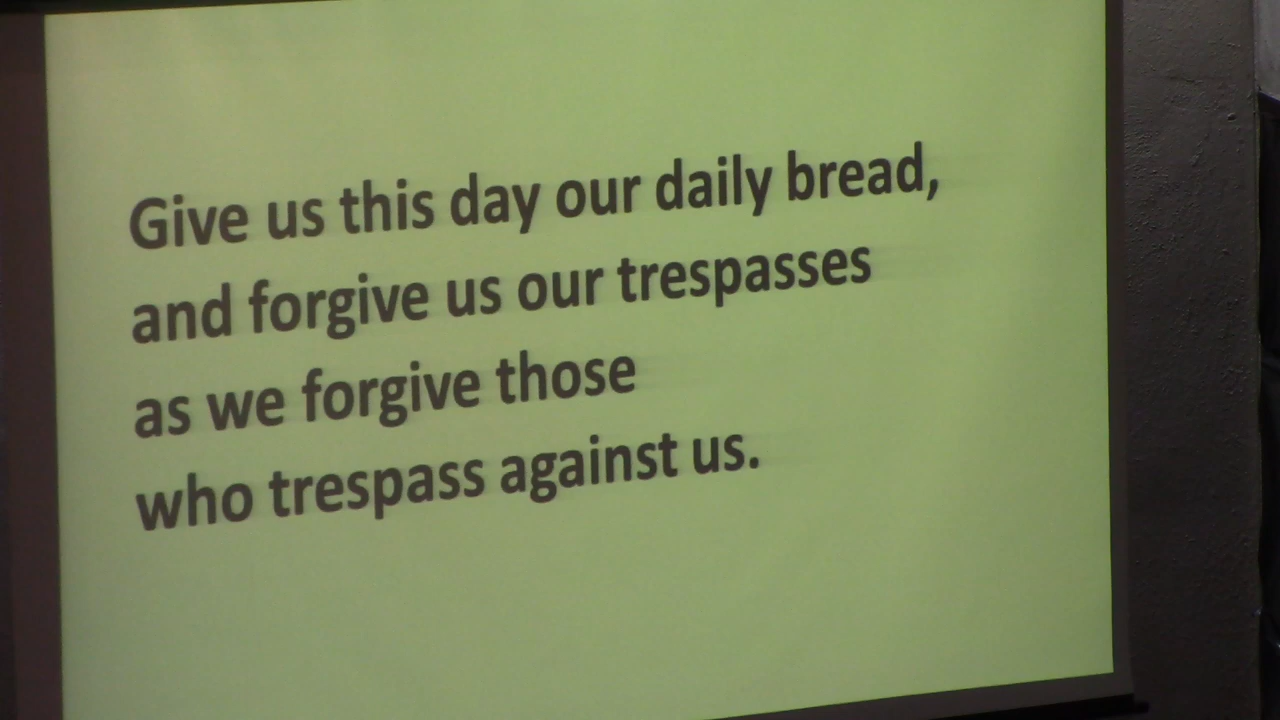 Give us this day our daily bread,
and forgive us our trespasses
as we forgive those
who trespass against us.